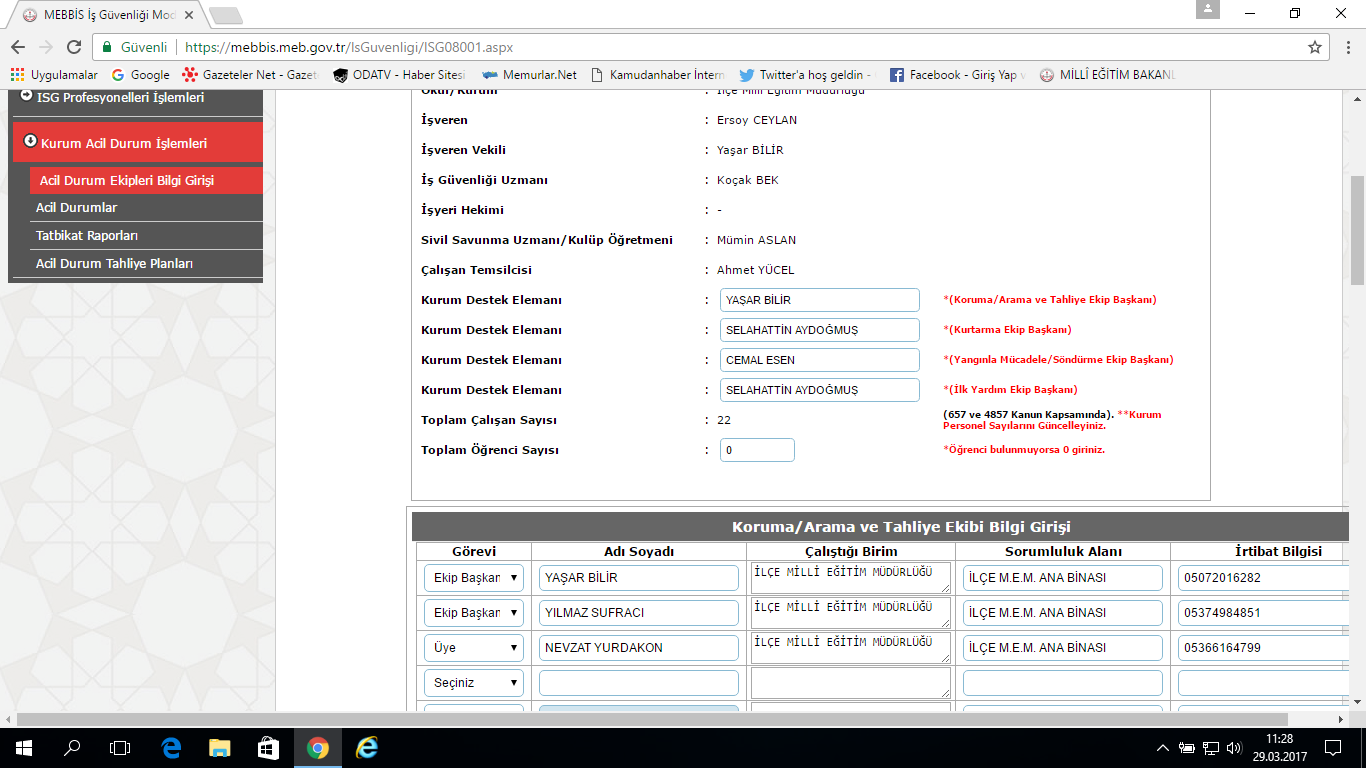 MEBBİS İş Güvenliği Mod
Güvenli
https://mebbis.meb.gov.tr/IsGuvenligi/ISG08001.aspx
Uygulamalar Google Gazeteler Net - Gazet ODATV - Haber Sitesi Memurlar.Net Kamudanhaber İntern Twitter'a hoş geldin - Facebook - Giriş Yap v MİLLÎ EĞİTİM BAKANL
ISG Profesyonelleri İşlemleri
Kurum Acil Durum İşlemleri
Acil Durum Ekipleri Bilgi Girişi
Acil Durumlar
Tatbikat Raporları
Acil Durum Tahliye Planları
Okul/Kurum : İlçe Milli Eğitim Müdürlüğü
İşveren : Ersoy CEYLAN
İşveren Vekili : Yaşar BİLİR
İş Güvenliği Uzmanı : Koçak BEK
İşyeri Hekimi : -
Sivil Savunma Uzmanı/Kulüp Öğretmeni : Mümin ASLAN
Çalışan Temsilcisi : Ahmet YÜCEL
Kurum Destek Elemanı : YAŞAR BİLİR *(Koruma/Arama ve Tahliye Ekip Başkanı)
Kurum Destek Elemanı : SELAHATTİN AYDOĞMUŞ *(Kurtarma Ekip Başkanı)
Kurum Destek Elemanı : CEMAL ESEN *(Yangınla Mücadele/Söndürme Ekip Başkanı)
Kurum Destek Elemanı : SELAHATTİN AYDOĞMUŞ *(İlk Yardım Ekip Başkanı)
Toplam Çalışan Sayısı : 22 (657 ve 4857 Kanun Kapsamında). **Kurum
Personel Sayılarını Güncelleyiniz.
Toplam Öğrenci Sayısı : 0 *Öğrenci bulunmuyorsa 0 giriniz.
Koruma/Arama ve Tahliye Ekibi Bilgi Girişi
Görevi Adı Soyadı Çalıştığı Birim Sorumluluk Alanı İrtibat Bilgisi
Ekip Başkan YAŞAR BİLİR İLÇE MİLLİ EĞİTİM MÜDÜRLÜĞÜ İLÇE M.E.M. ANA BİNASI 05072016282
Ekip Başkan YILMAZ SUFRACI İLÇE MİLLİ EĞİTİM MÜDÜRLÜĞÜ İLÇE M.E.M. ANA BİNASI 05374984851
Üye NEVZAT YURDAKON İLÇE MİLLİ EĞİTİM MÜDÜRLÜĞÜ İLÇE M.E.M. ANA BİNASI 05366164799
Seçiniz
11:28
29.03.2017